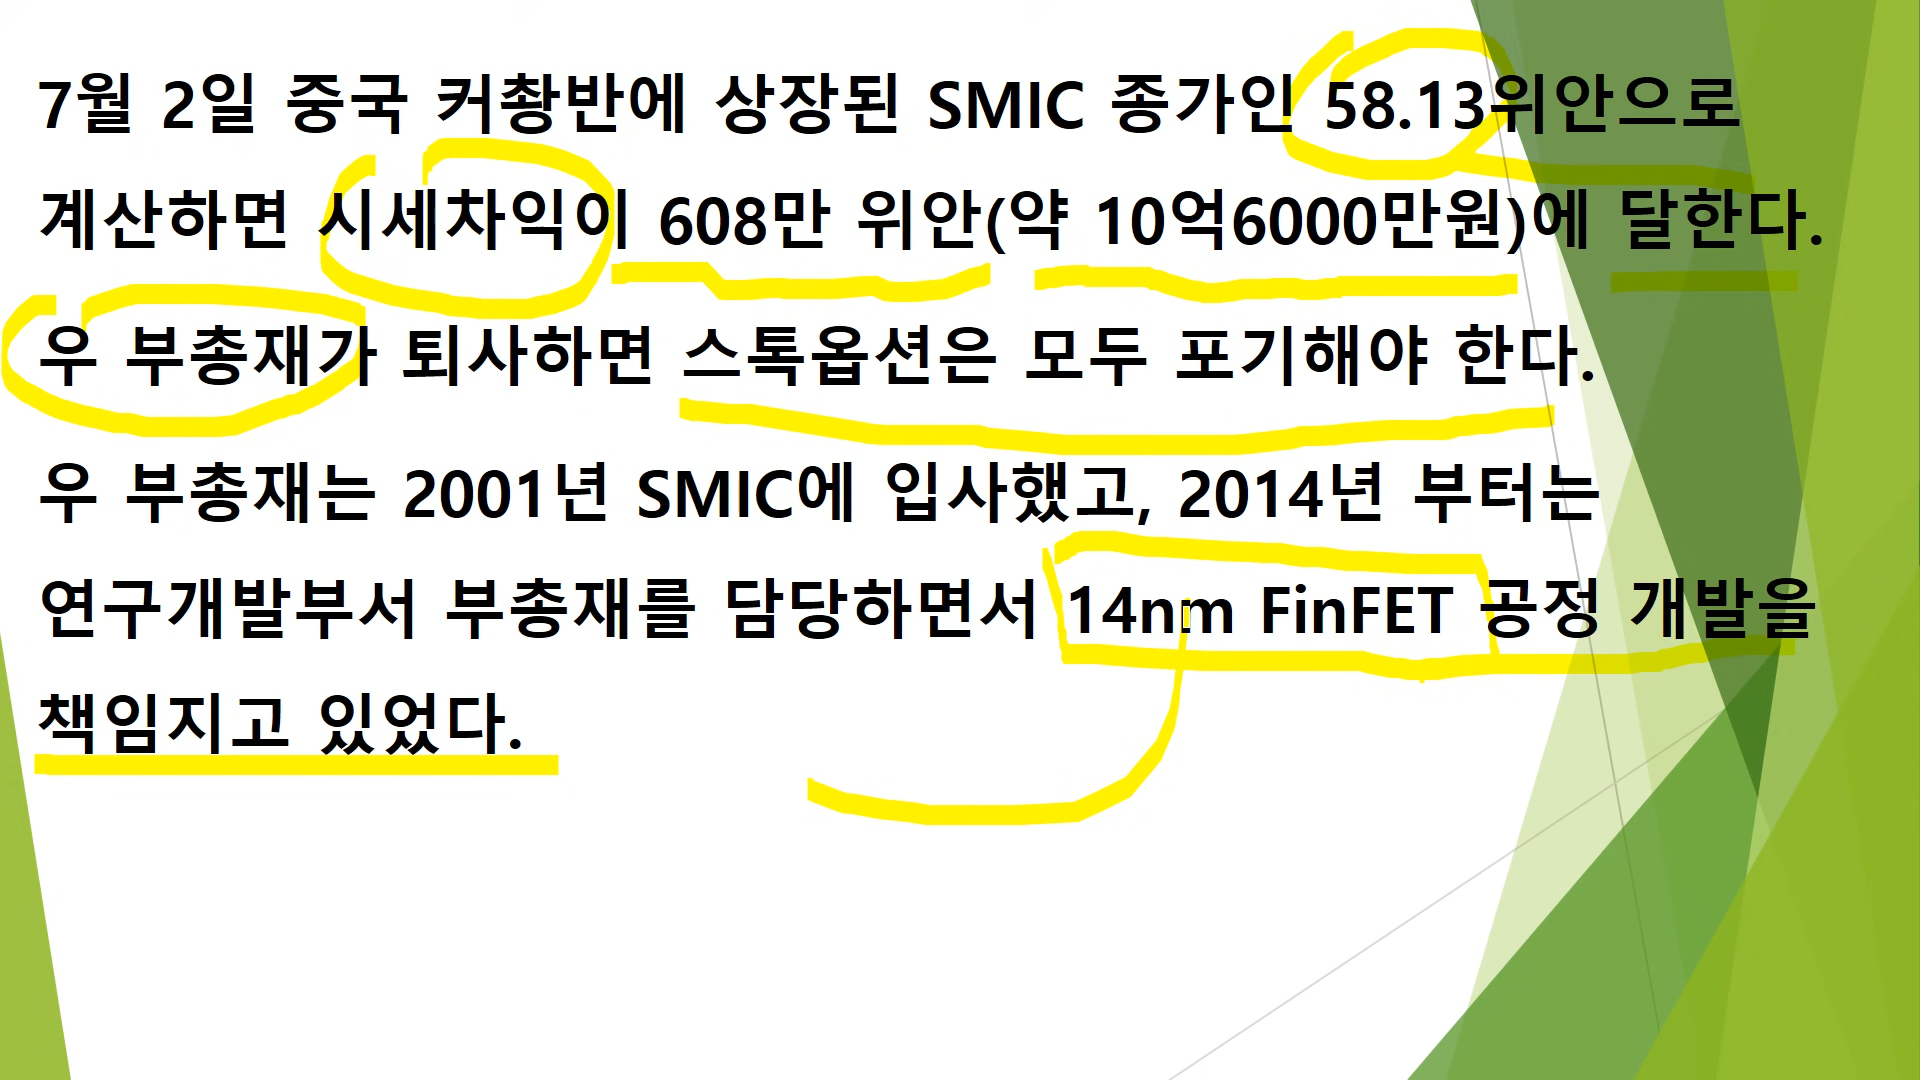 7월 2일 중국 커촹반에 상장된 SMIC 종가인 58.13위안으로
계산하면 시세차익이 608만 위안(약 10억6000만원)에 달한다.
우 부총재가 퇴사하면 스톡옵션은 모두 포기해야 한다.
우 부총재는 2001년 SMIC에 입사했고, 2014년 부터는
연구개발부서 부총재를 담당하면서 14nm FinFET 공정 개발을
책임지고 있었다.